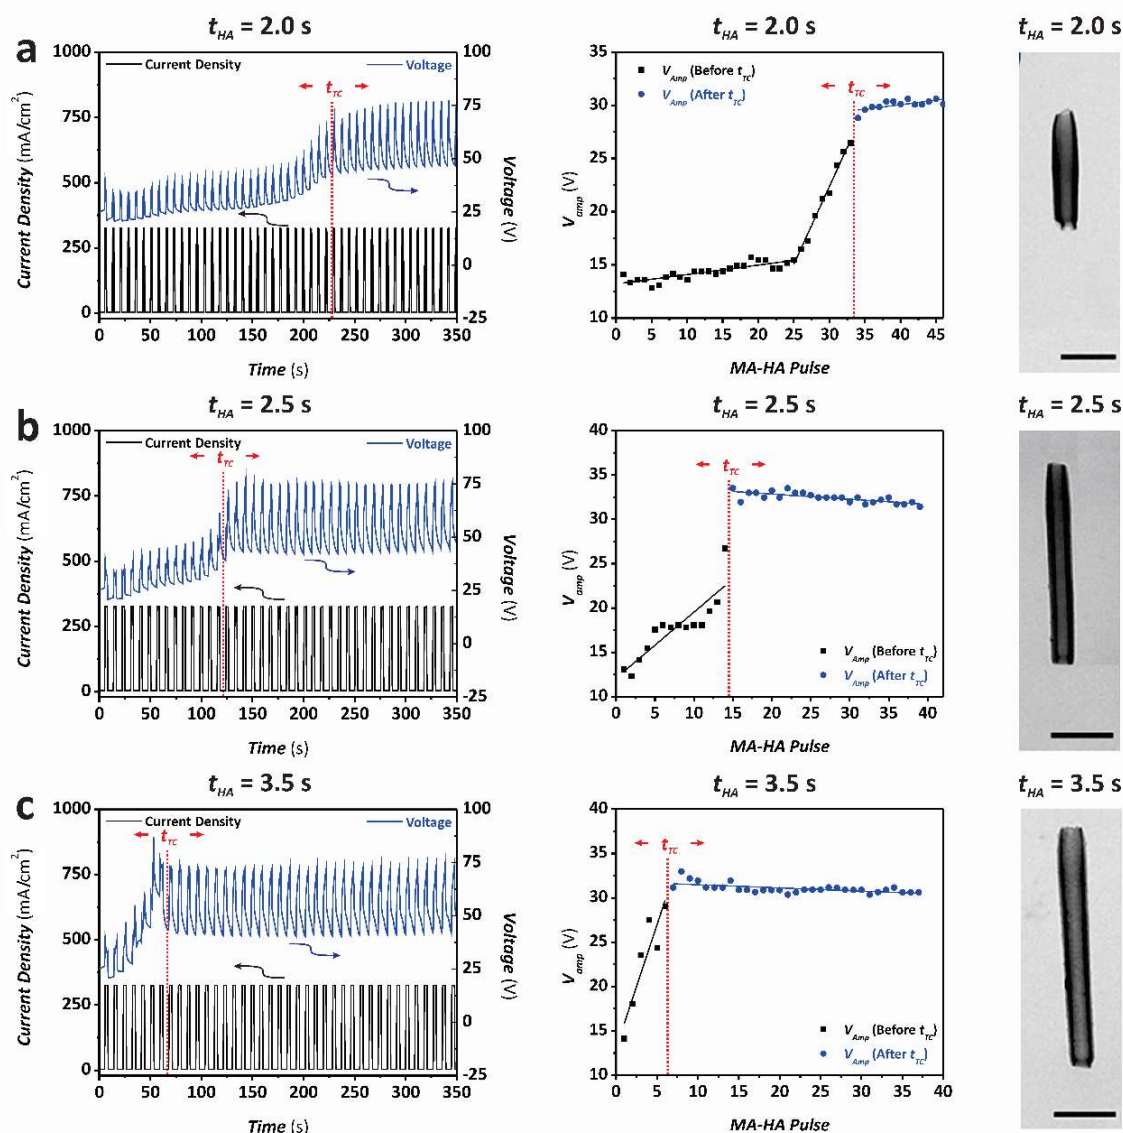 a
t_HA = 2.0 s
t_HA = 2.0 s
t_HA = 2.0 s
Current Density (mA/cm²)
1000
750
500
250
0
Current Density
Voltage
t_TC
100
75
50
25
0
-25
Voltage (V)
0 50 100 150 200 250 300 350
Time (s)
V_amp (V)
35
30
25
20
15
10
V_Amp (Before t_TC)
V_Amp (After t_TC)
t_TC
0 5 10 15 20 25 30 35 40 45
MA-HA Pulse
b
t_HA = 2.5 s
t_HA = 2.5 s
t_HA = 2.5 s
Current Density (mA/cm²)
1000
750
500
250
0
Current Density
Voltage
t_TC
100
75
50
25
0
-25
Voltage (V)
0 50 100 150 200 250 300 350
Time (s)
V_amp (V)
40
35
30
25
20
15
10
t_TC
V_Amp (Before t_TC)
V_Amp (After t_TC)
0 5 10 15 20 25 30 35 40
MA-HA Pulse
c
t_HA = 3.5 s
t_HA = 3.5 s
t_HA = 3.5 s
Current Density (mA/cm²)
1000
750
500
250
0
Current Density
Voltage
t_TC
100
75
50
25
0
-25
Voltage (V)
0 50 100 150 200 250 300 350
Time (s)
V_amp (V)
40
35
30
25
20
15
10
t_TC
V_Amp (Before t_TC)
V_Amp (After t_TC)
0 5 10 15 20 25 30 35 40
MA-HA Pulse